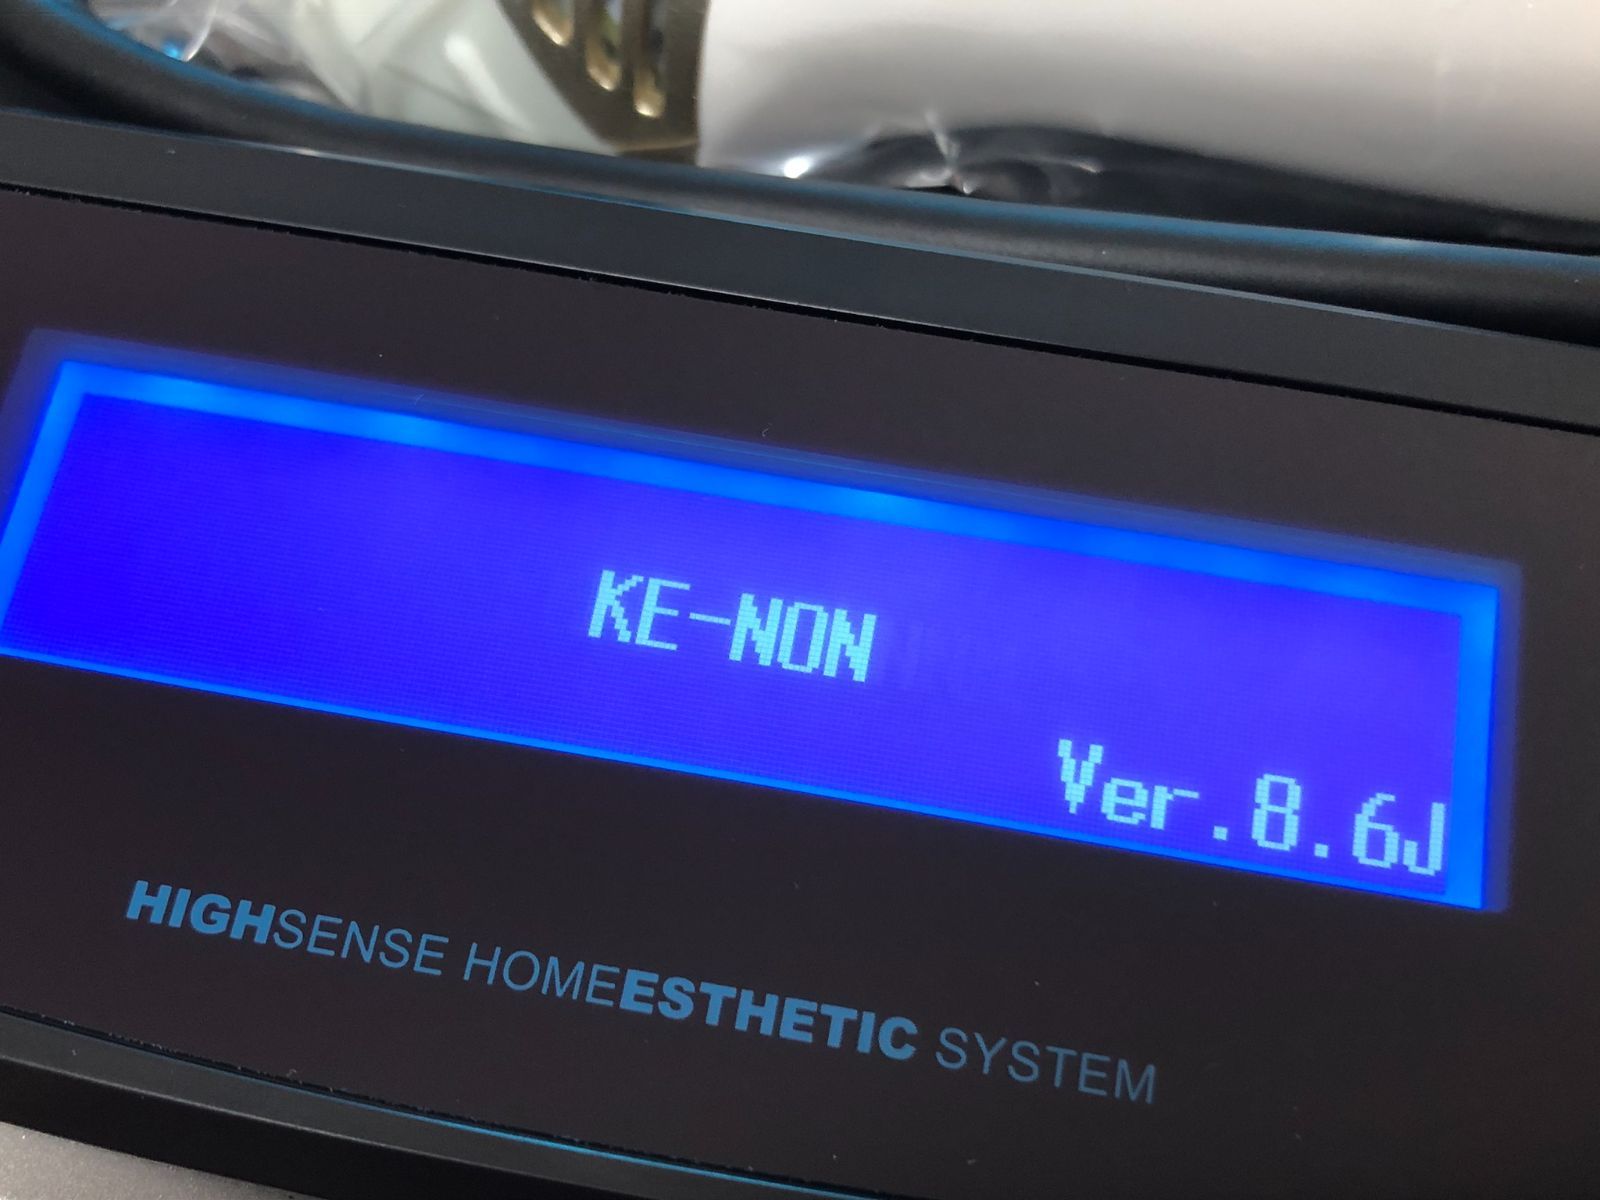 KE-NON
Ver.8.6J
HIGHSENSE HOMEESTHETIC SYSTEM